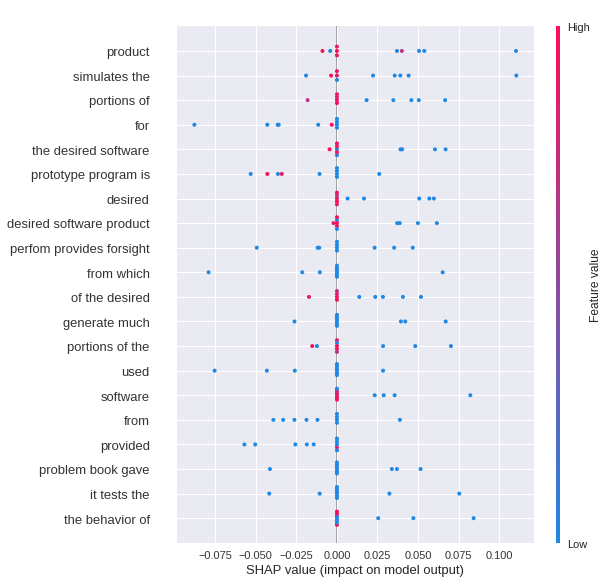 High
product
simulates the
portions of
for
the desired software
prototype program is
desired
desired software product
perfom provides forsight
from which
of the desired
generate much
portions of the
used
software
from
provided
problem book gave
it tests the
the behavior of
Feature value
Low
−0.075 −0.050 −0.025 0.000 0.025 0.050 0.075 0.100
SHAP value (impact on model output)